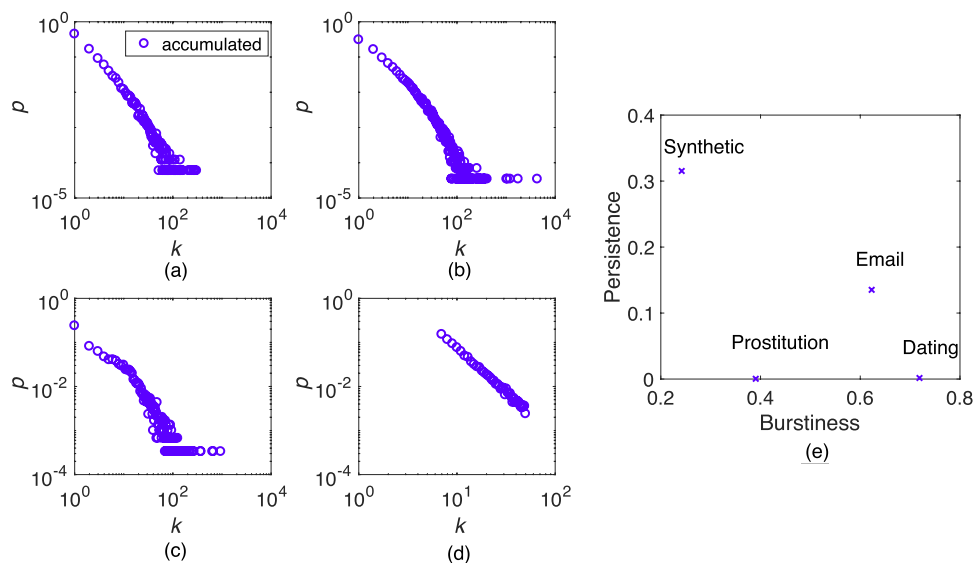 10^0
p
10^-5
accumulated
10^0 10^2 10^4
k
(a)
10^0
p
10^-5
10^0 10^2 10^4
k
(b)
10^0
p
10^-2
10^-4
10^0 10^2 10^4
k
(c)
10^0
p
10^-2
10^-4
10^0 10^1 10^2
k
(d)
0.4
0.3
0.2
0.1
0
Persistence
Synthetic
Email
Prostitution
Dating
0.2 0.4 0.6 0.8
Burstiness
(e)